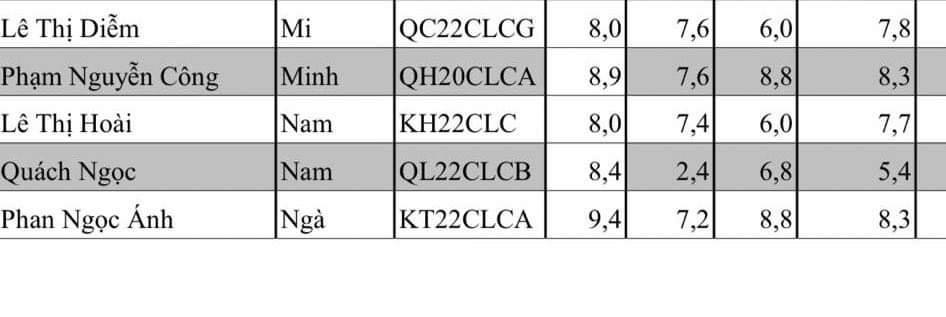 Lê Thị Diễm Mi QC22CLCG 8,0 7,6 6,0 7,8
Phạm Nguyễn Công Minh QH20CLCA 8,9 7,6 8,8 8,3
Lê Thị Hoài Nam KH22CLC 8,0 7,4 6,0 7,7
Quách Ngọc Nam QL22CLCB 8,4 2,4 6,8 5,4
Phan Ngọc Ánh Ngà KT22CLCA 9,4 7,2 8,8 8,3